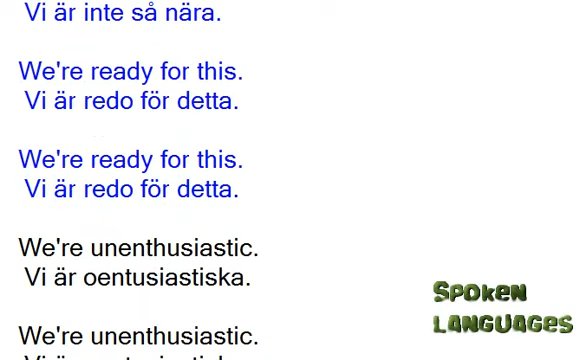 Vi är inte så nära.
We're ready for this.
Vi är redo för detta.
We're ready for this.
Vi är redo för detta.
We're unenthusiastic.
Vi är oentusiastiska.
We're unenthusiastic.
Spoken
Languages